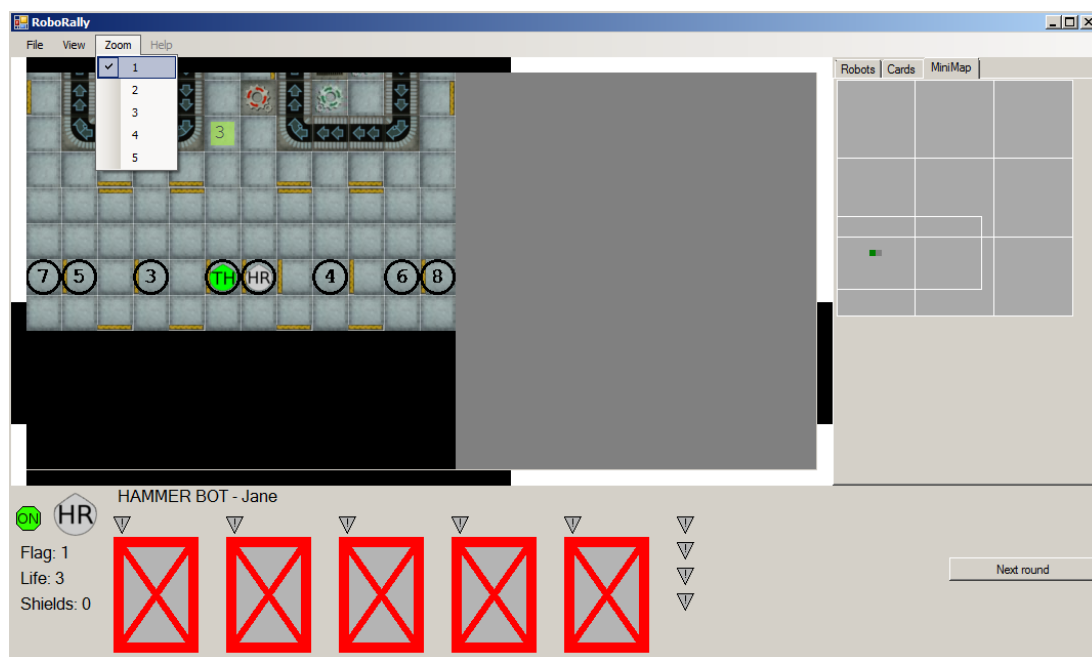 RoboRally
File View Zoom Help
1
2
3
4
5
Robots Cards MiniMap
3
7 5 3 TH HR 4 6 8
HAMMER BOT - Jane
ON HR
! ! ! ! ! !
!
!
!
Flag: 1
Life: 3
Shields: 0
Next round